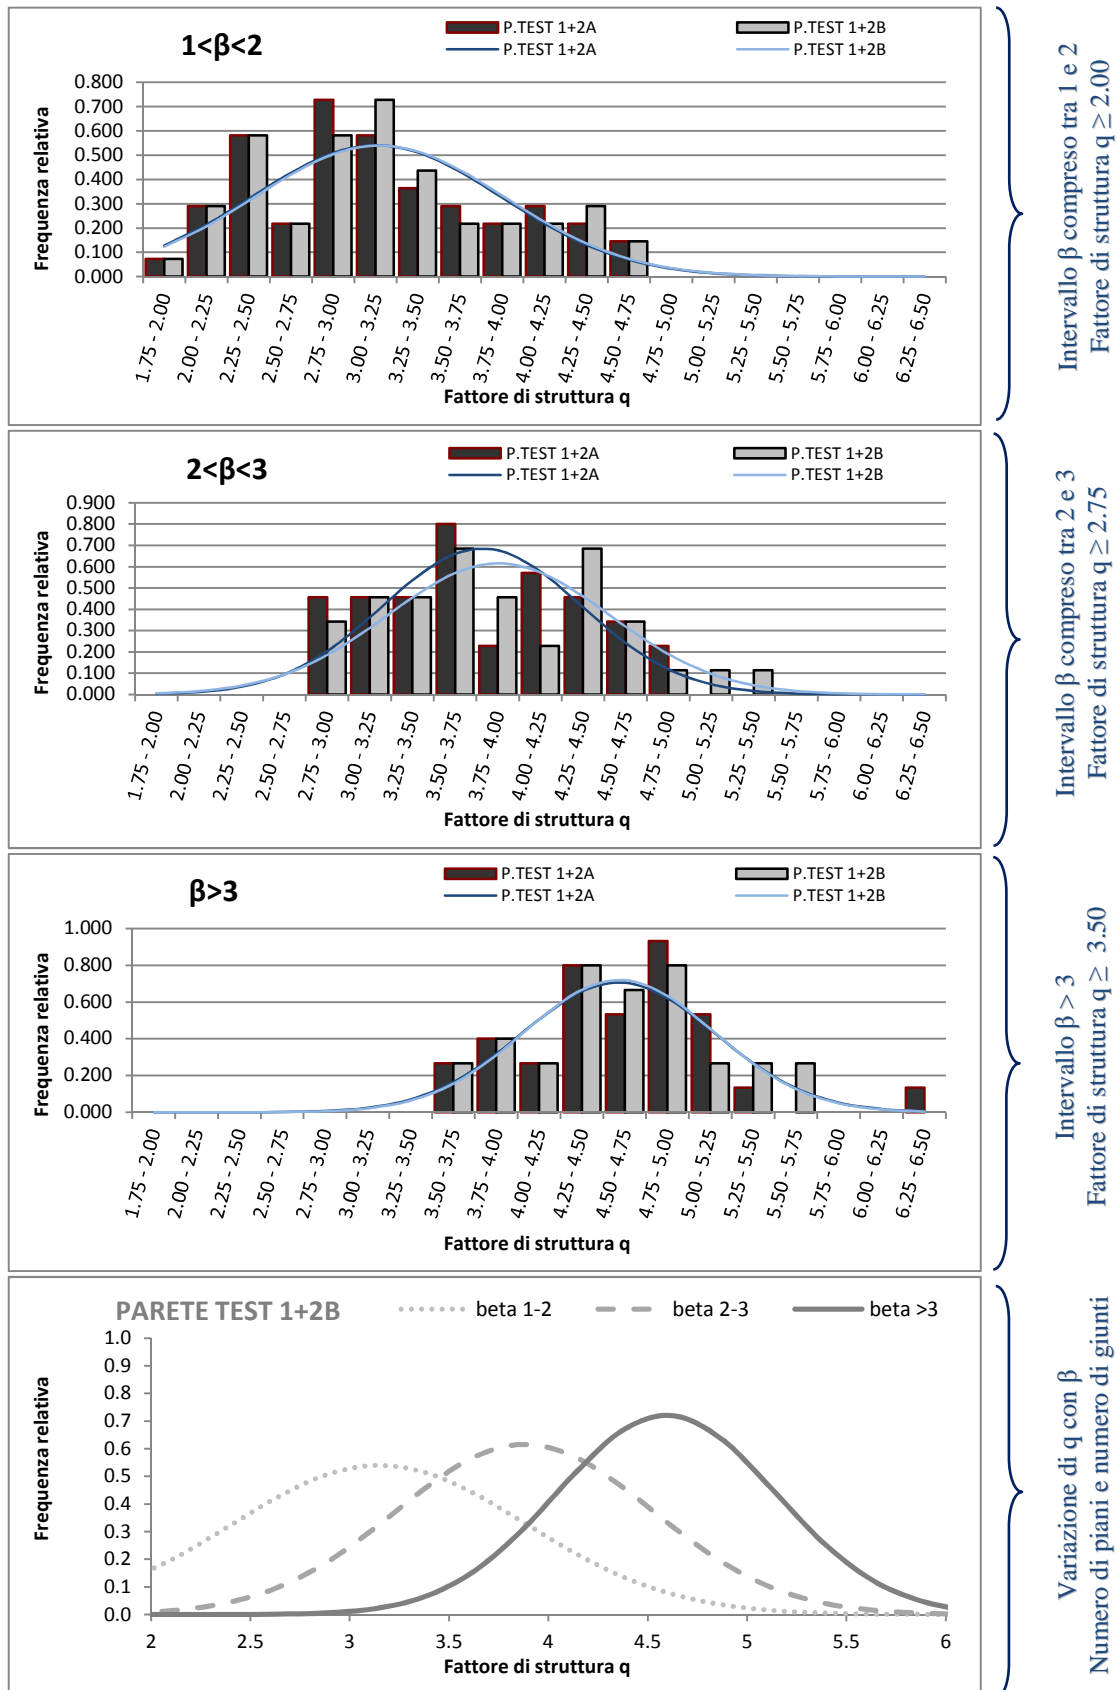 1<β<2
P.TEST 1+2A
P.TEST 1+2B
P.TEST 1+2A
P.TEST 1+2B
Frequenza relativa
0.800
0.700
0.600
0.500
0.400
0.300
0.200
0.100
0.000
1.75 - 2.00
2.00 - 2.25
2.25 - 2.50
2.50 - 2.75
2.75 - 3.00
3.00 - 3.25
3.25 - 3.50
3.50 - 3.75
3.75 - 4.00
4.00 - 4.25
4.25 - 4.50
4.50 - 4.75
4.75 - 5.00
5.00 - 5.25
5.25 - 5.50
5.50 - 5.75
5.75 - 6.00
6.00 - 6.25
6.25 - 6.50
Fattore di struttura q
Intervallo β compreso tra 1 e 2
Fattore di struttura q ≥ 2.00
2<β<3
P.TEST 1+2A
P.TEST 1+2B
P.TEST 1+2A
P.TEST 1+2B
Frequenza relativa
0.900
0.800
0.700
0.600
0.500
0.400
0.300
0.200
0.100
0.000
1.75 - 2.00
2.00 - 2.25
2.25 - 2.50
2.50 - 2.75
2.75 - 3.00
3.00 - 3.25
3.25 - 3.50
3.50 - 3.75
3.75 - 4.00
4.00 - 4.25
4.25 - 4.50
4.50 - 4.75
4.75 - 5.00
5.00 - 5.25
5.25 - 5.50
5.50 - 5.75
5.75 - 6.00
6.00 - 6.25
6.25 - 6.50
Fattore di struttura q
Intervallo β compreso tra 2 e 3
Fattore di struttura q ≥ 2.75
β>3
P.TEST 1+2A
P.TEST 1+2B
P.TEST 1+2A
P.TEST 1+2B
Frequenza relativa
1.000
0.800
0.600
0.400
0.200
0.000
1.75 - 2.00
2.00 - 2.25
2.25 - 2.50
2.50 - 2.75
2.75 - 3.00
3.00 - 3.25
3.25 - 3.50
3.50 - 3.75
3.75 - 4.00
4.00 - 4.25
4.25 - 4.50
4.50 - 4.75
4.75 - 5.00
5.00 - 5.25
5.25 - 5.50
5.50 - 5.75
5.75 - 6.00
6.00 - 6.25
6.25 - 6.50
Fattore di struttura q
Intervallo β > 3
Fattore di struttura q ≥ 3.50
PARETE TEST 1+2B
beta 1-2
beta 2-3
beta >3
Frequenza relativa
1.0
0.9
0.8
0.7
0.6
0.5
0.4
0.3
0.2
0.1
0.0
2
2.5
3
3.5
4
4.5
5
5.5
6
Fattore di struttura q
Variazione di q con β
Numero di piani e numero di giunti